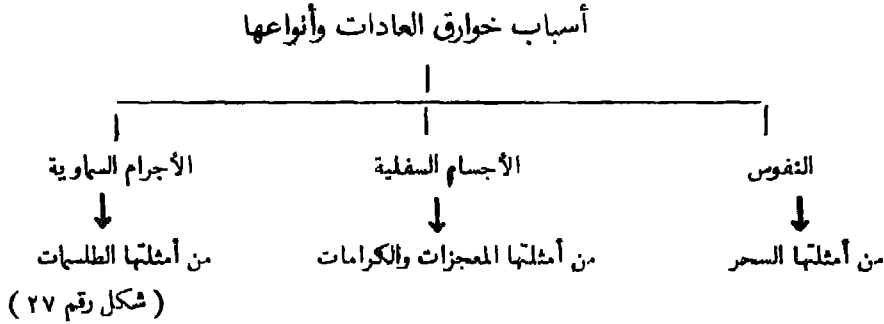 أسباب خوارق العادات وأنواعها
النفوس الأجسام السفلية الأجرام السماوية
من أمثلتها السحر من أمثلتها المعجزات والكرامات من أمثلتها الطلسمات
( شكل رقم ٢٧ )